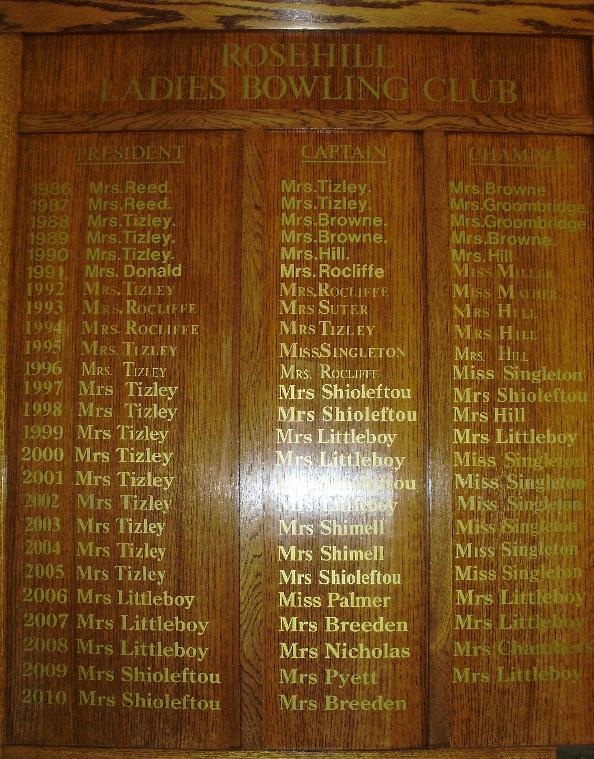 ROSEHILL
LADIES BOWLING CLUB
PRESIDENT CAPTAIN CHAMPION
1986 Mrs.Reed. Mrs.Tizley. Mrs.Browne
1987 Mrs.Reed. Mrs.Tizley. Mrs.Groombridge
1988 Mrs.Tizley. Mrs.Browne. Mrs.Groombridge
1989 Mrs.Tizley. Mrs.Browne. Mrs.Browne.
1990 Mrs.Tizley. Mrs.Hill. Mrs.Hill
1991 Mrs. Donald Mrs.Rocliffe MISS MILLER
1992 MRS.TIZLEY MRS.ROCLIFFE MISS MATHER
1993 MRS.ROCLIFFE MRS SUTER MRS HILL
1994 MRS.ROCLIFFE MRS TIZLEY MRS HILL
1995 MRS.TIZLEY MISSSINGLETON MRS. HILL
1996 MRS. TIZLEY MRS. ROCLIFFE Miss Singleton
1997 Mrs Tizley Mrs Shioleftou Mrs Shioleftou
1998 Mrs Tizley Mrs Shioleftou Mrs Hill
1999 Mrs Tizley Mrs Littleboy Mrs Littleboy
2000 Mrs Tizley Mrs Littleboy Miss Singleton
2001 Mrs Tizley Miss Singleton
2002 Mrs Tizley Miss Singleton
2003 Mrs Tizley Mrs Shimell Miss Singleton
2004 Mrs Tizley Mrs Shimell Miss Singleton
2005 Mrs Tizley Mrs Shioleftou Miss Singleton
2006 Mrs Littleboy Miss Palmer Mrs Littleboy
2007 Mrs Littleboy Mrs Breeden Mrs Littleboy
2008 Mrs Littleboy Mrs Nicholas Mrs Chambers
2009 Mrs Shioleftou Mrs Pyett Mrs Littleboy
2010 Mrs Shioleftou Mrs Breeden